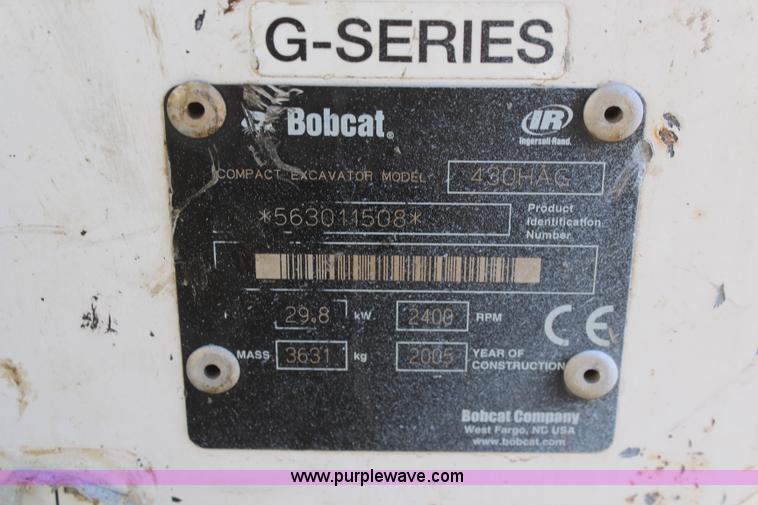 G-SERIES
Bobcat®
IR
Ingersoll-Rand.
COMPACT EXCAVATOR MODEL 430HAG
*563011508* Product Identification Number
29.8 kW 2400 RPM
CE
MASS 3631 kg 2005 YEAR OF CONSTRUCTION
Bobcat Company
West Fargo, ND USA
www.bobcat.com
www.purplewave.com